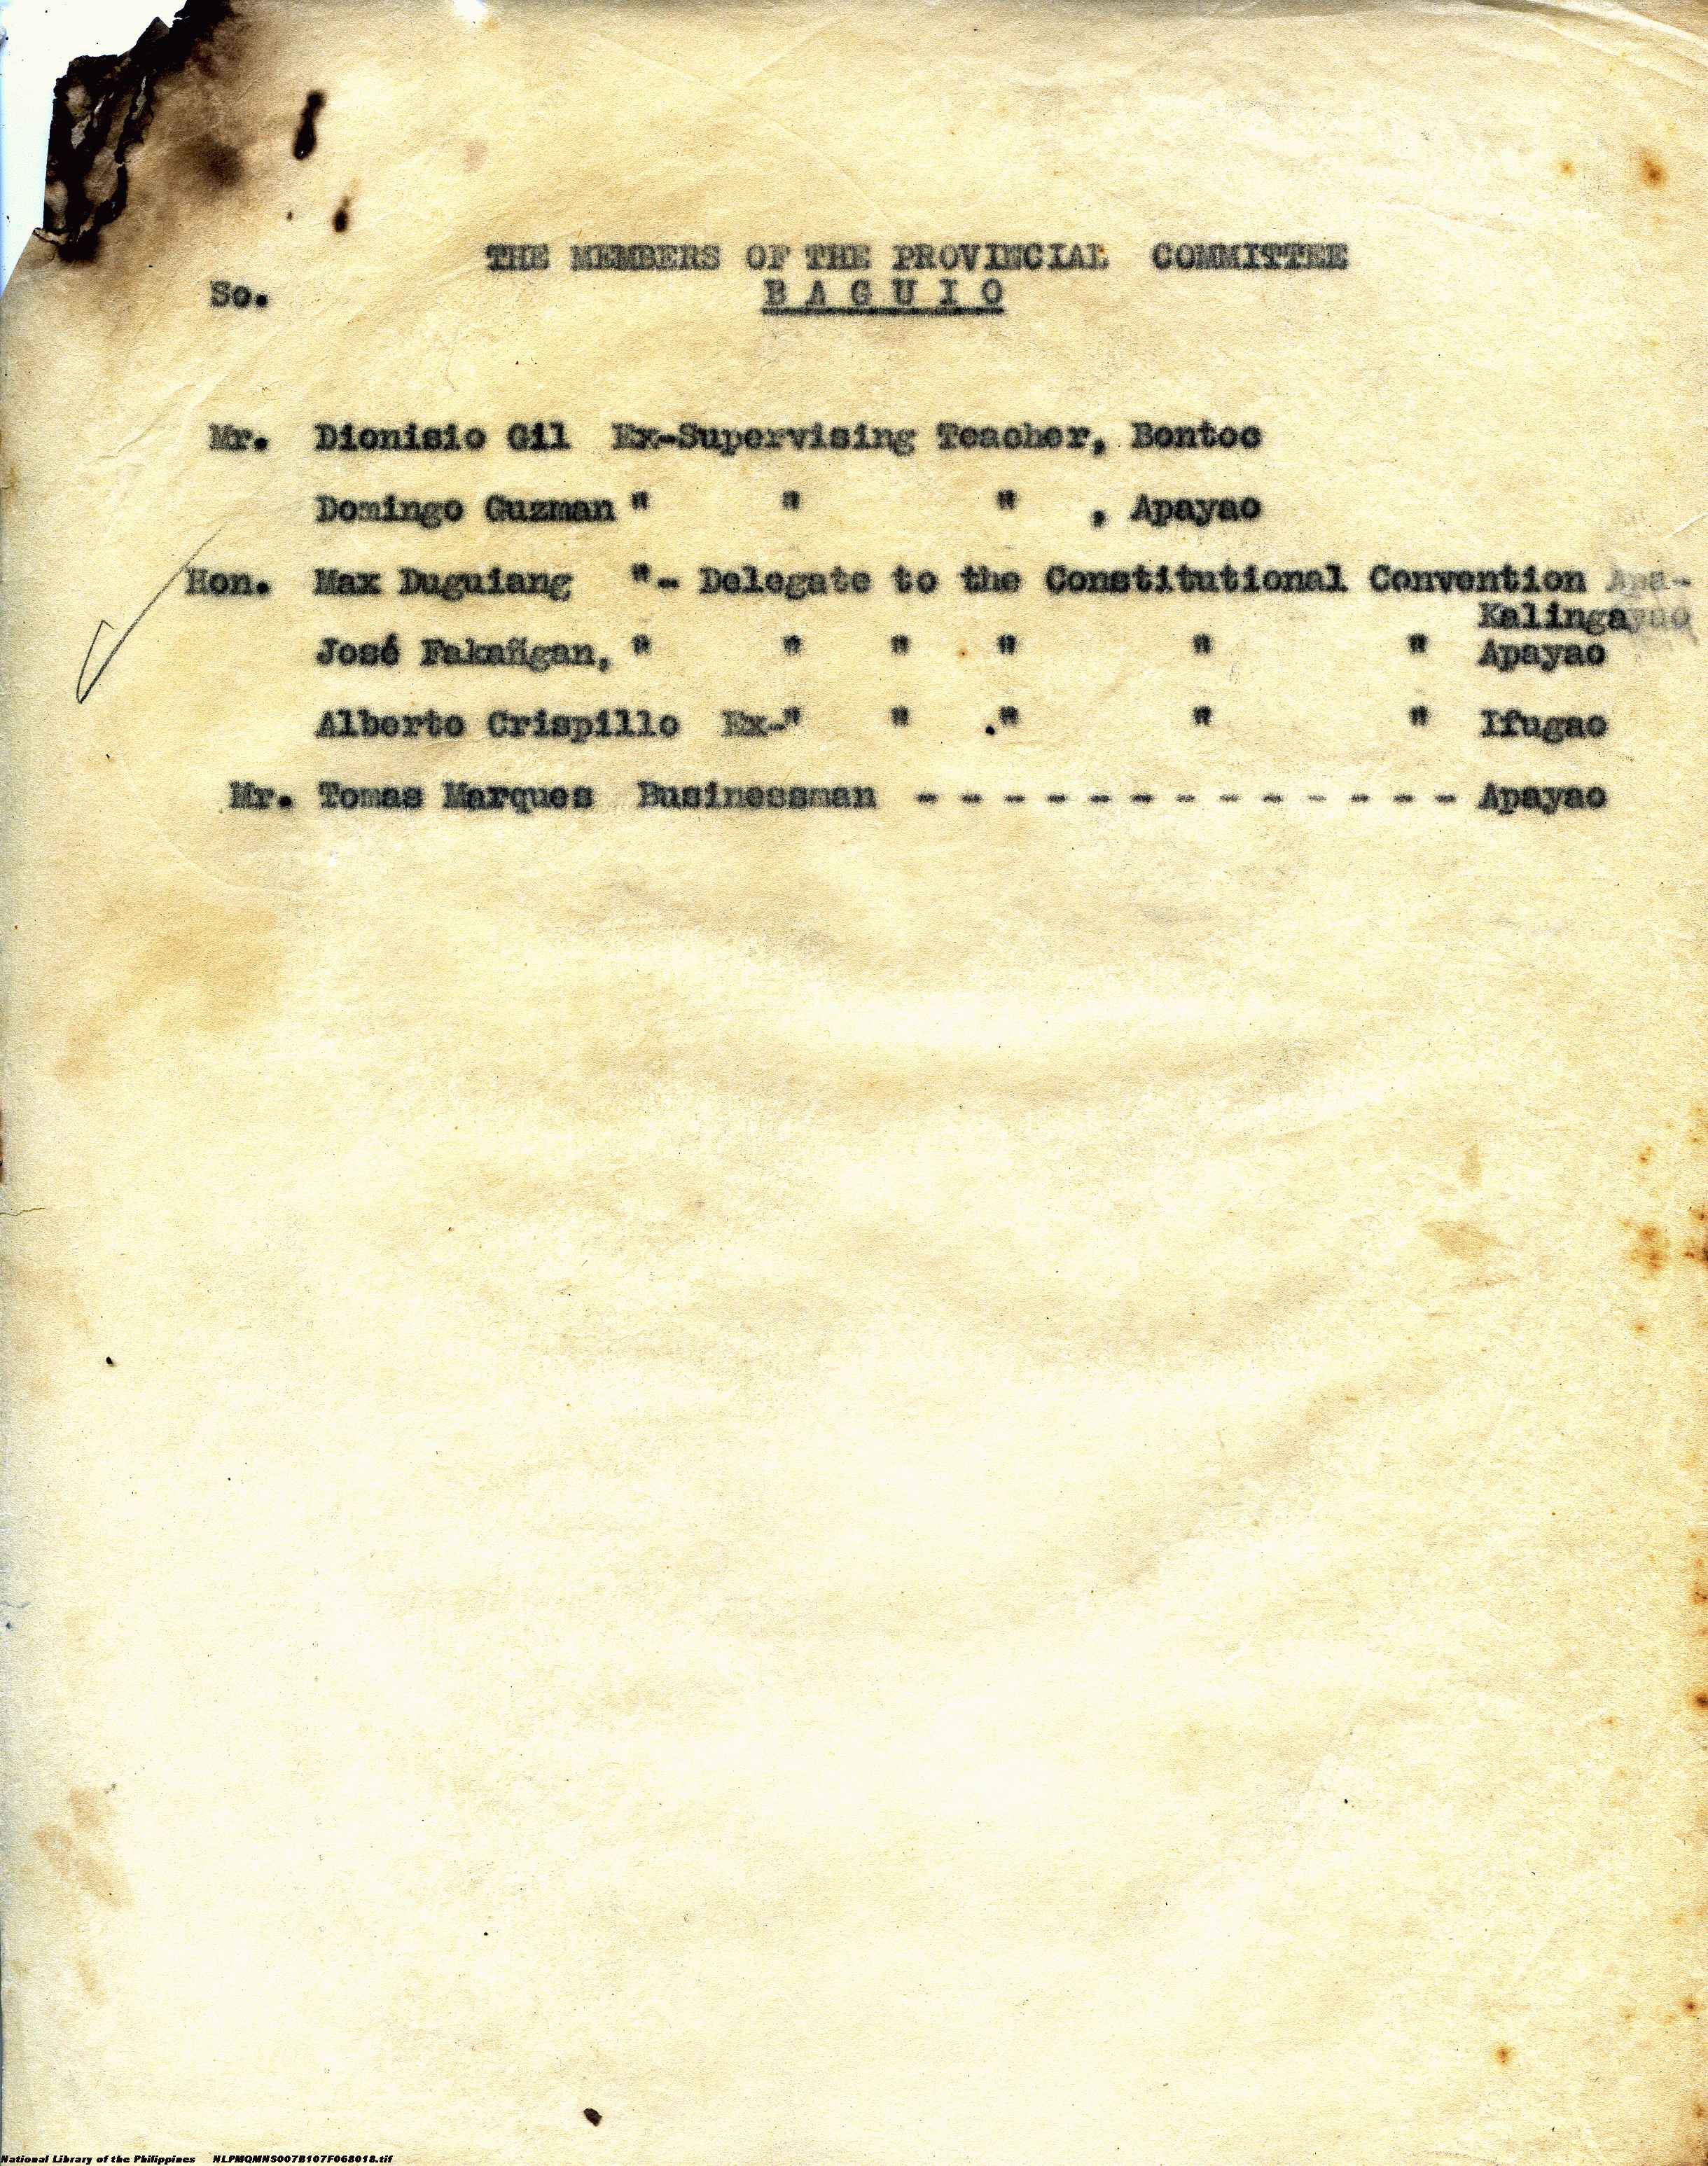 THE MEMBERS OF THE PROVINCIAL COMMITTEE
So. B A G U I O
Mr. Dionisio Gil Ex-Supervising Teacher, Bontoc
Domingo Guzman " " " , Apayao
Hon. Max Duguiang "- Delegate to the Constitutional Convention Apa-
Kalingayao
José Fakañgan, " " " " " " Apayao
Alberto Crispillo Ex-" " " " " Ifugao
Mr. Tomas Marques Businessman - - - - - - - - - - - - - Apayao
National Library of the Philippines NLPMQMNS007B107F068018.tif